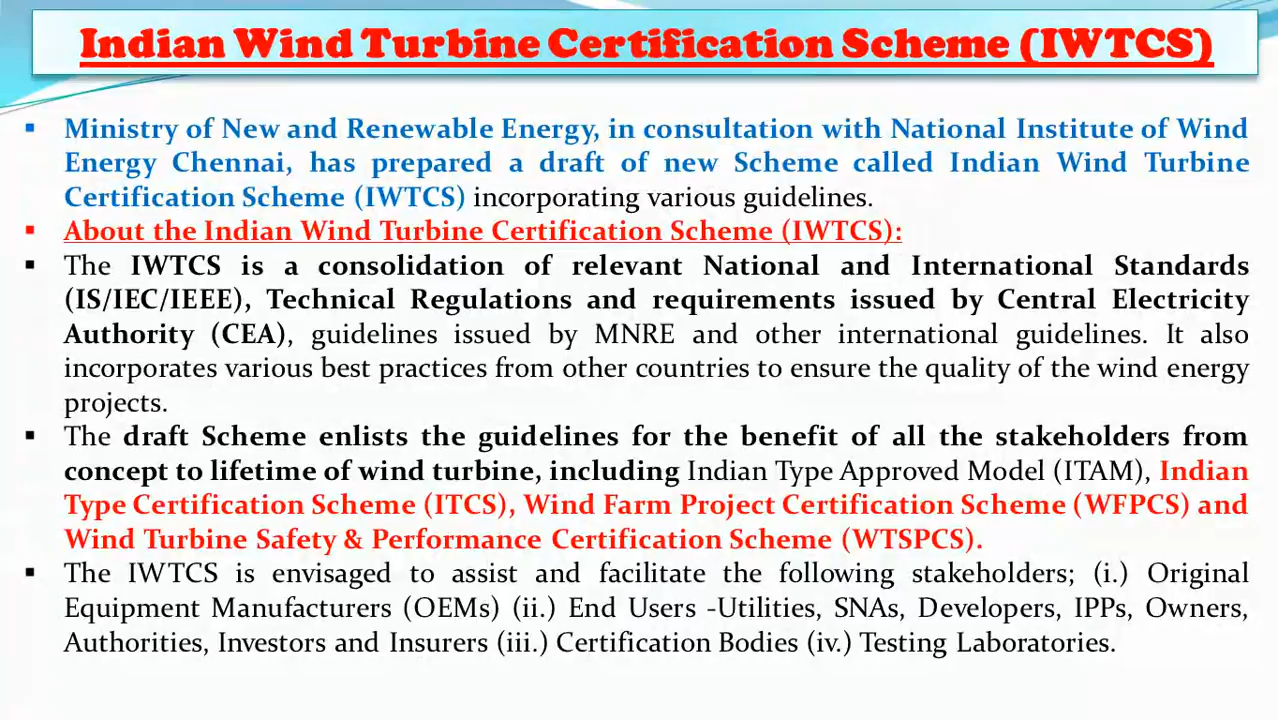 Indian Wind Turbine Certification Scheme (IWTCS)
▪ Ministry of New and Renewable Energy, in consultation with National Institute of Wind
Energy Chennai, has prepared a draft of new Scheme called Indian Wind Turbine
Certification Scheme (IWTCS) incorporating various guidelines.
▪ About the Indian Wind Turbine Certification Scheme (IWTCS):
▪ The IWTCS is a consolidation of relevant National and International Standards
(IS/IEC/IEEE), Technical Regulations and requirements issued by Central Electricity
Authority (CEA), guidelines issued by MNRE and other international guidelines. It also
incorporates various best practices from other countries to ensure the quality of the wind energy
projects.
▪ The draft Scheme enlists the guidelines for the benefit of all the stakeholders from
concept to lifetime of wind turbine, including Indian Type Approved Model (ITAM), Indian
Type Certification Scheme (ITCS), Wind Farm Project Certification Scheme (WFPCS) and
Wind Turbine Safety & Performance Certification Scheme (WTSPCS).
▪ The IWTCS is envisaged to assist and facilitate the following stakeholders; (i.) Original
Equipment Manufacturers (OEMs) (ii.) End Users -Utilities, SNAs, Developers, IPPs, Owners,
Authorities, Investors and Insurers (iii.) Certification Bodies (iv.) Testing Laboratories.